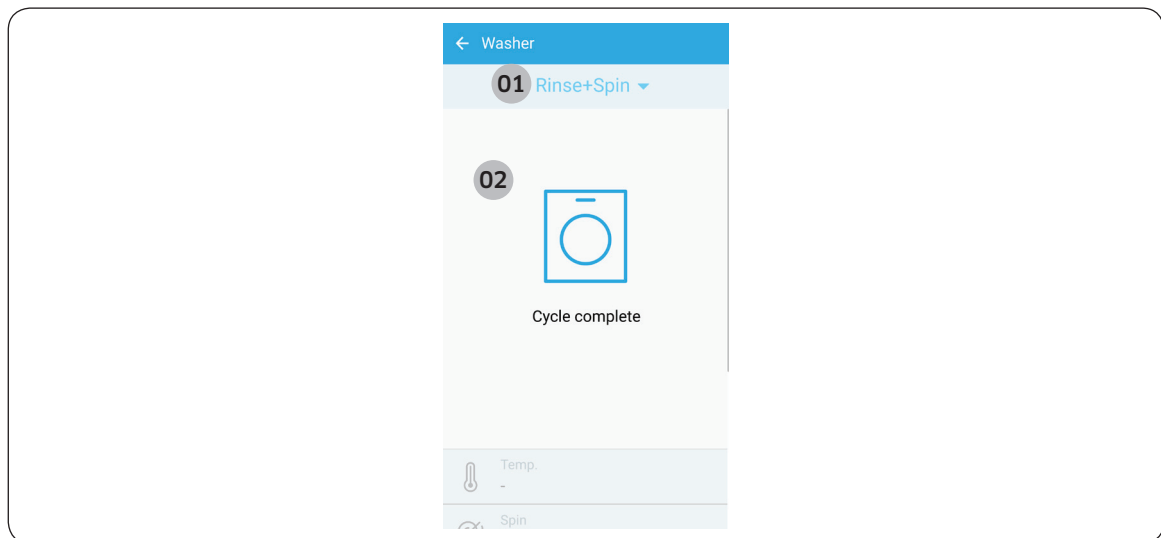 Washer
01 Rinse+Spin
02
Cycle complete
Temp.
-
Spin